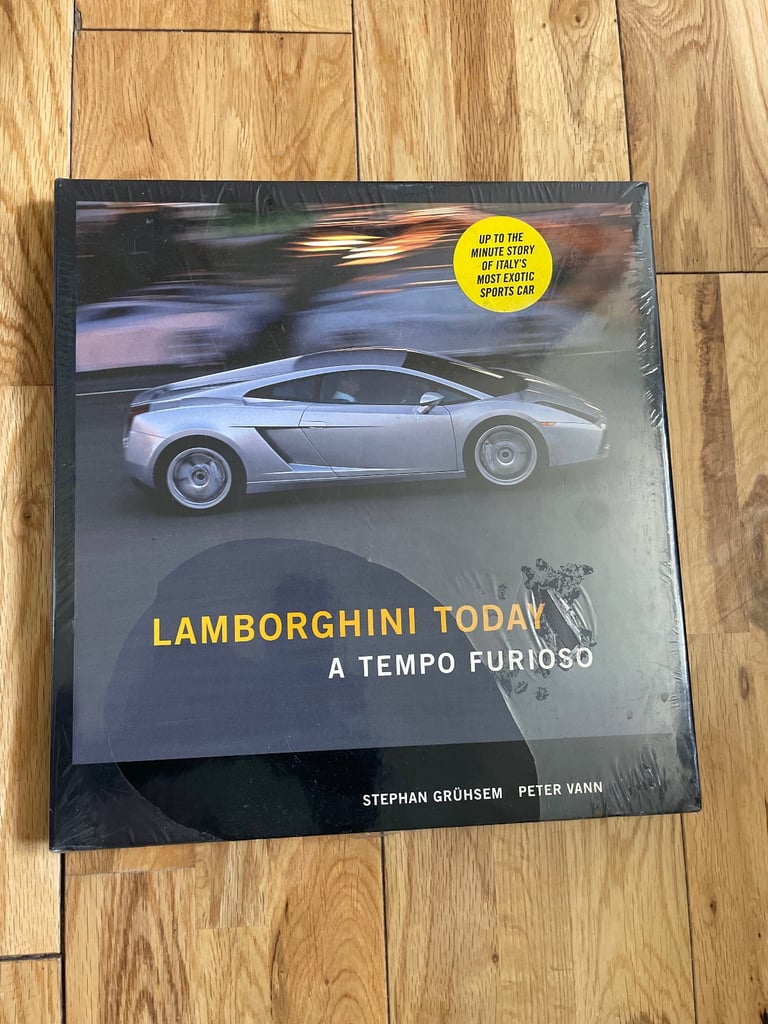 UP TO THE
MINUTE STORY
OF ITALY'S
MOST EXOTIC
SPORTS CAR
LAMBORGHINI TODAY
A TEMPO FURIOSO
STEPHAN GRÜHSEM PETER VANN